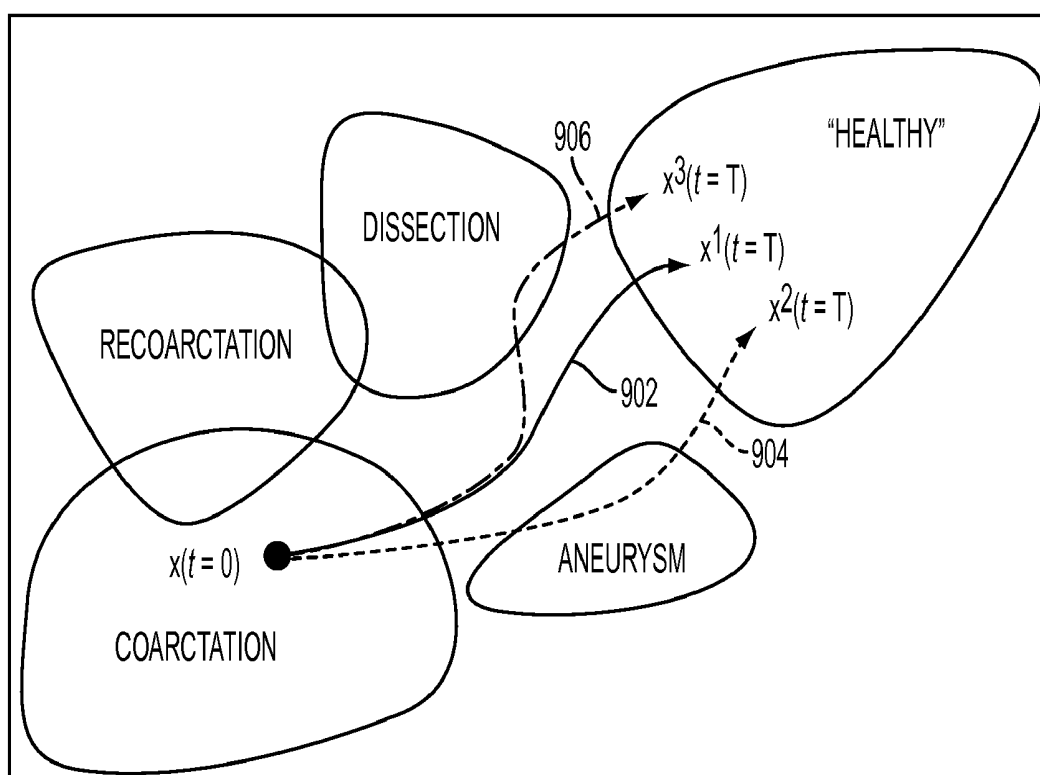 906
"HEALTHY"
x³(t = T)
DISSECTION
x¹(t = T)
x²(t = T)
RECOARCTATION
902
904
x(t = 0)
ANEURYSM
COARCTATION